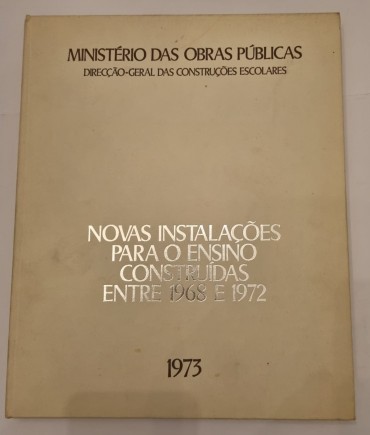 MINISTÉRIO DAS OBRAS PÚBLICAS
DIRECÇÃO-GERAL DAS CONSTRUÇÕES ESCOLARES
NOVAS INSTALAÇÕES
PARA O ENSINO
CONSTRUÍDAS
ENTRE 1968 E 1972
1973